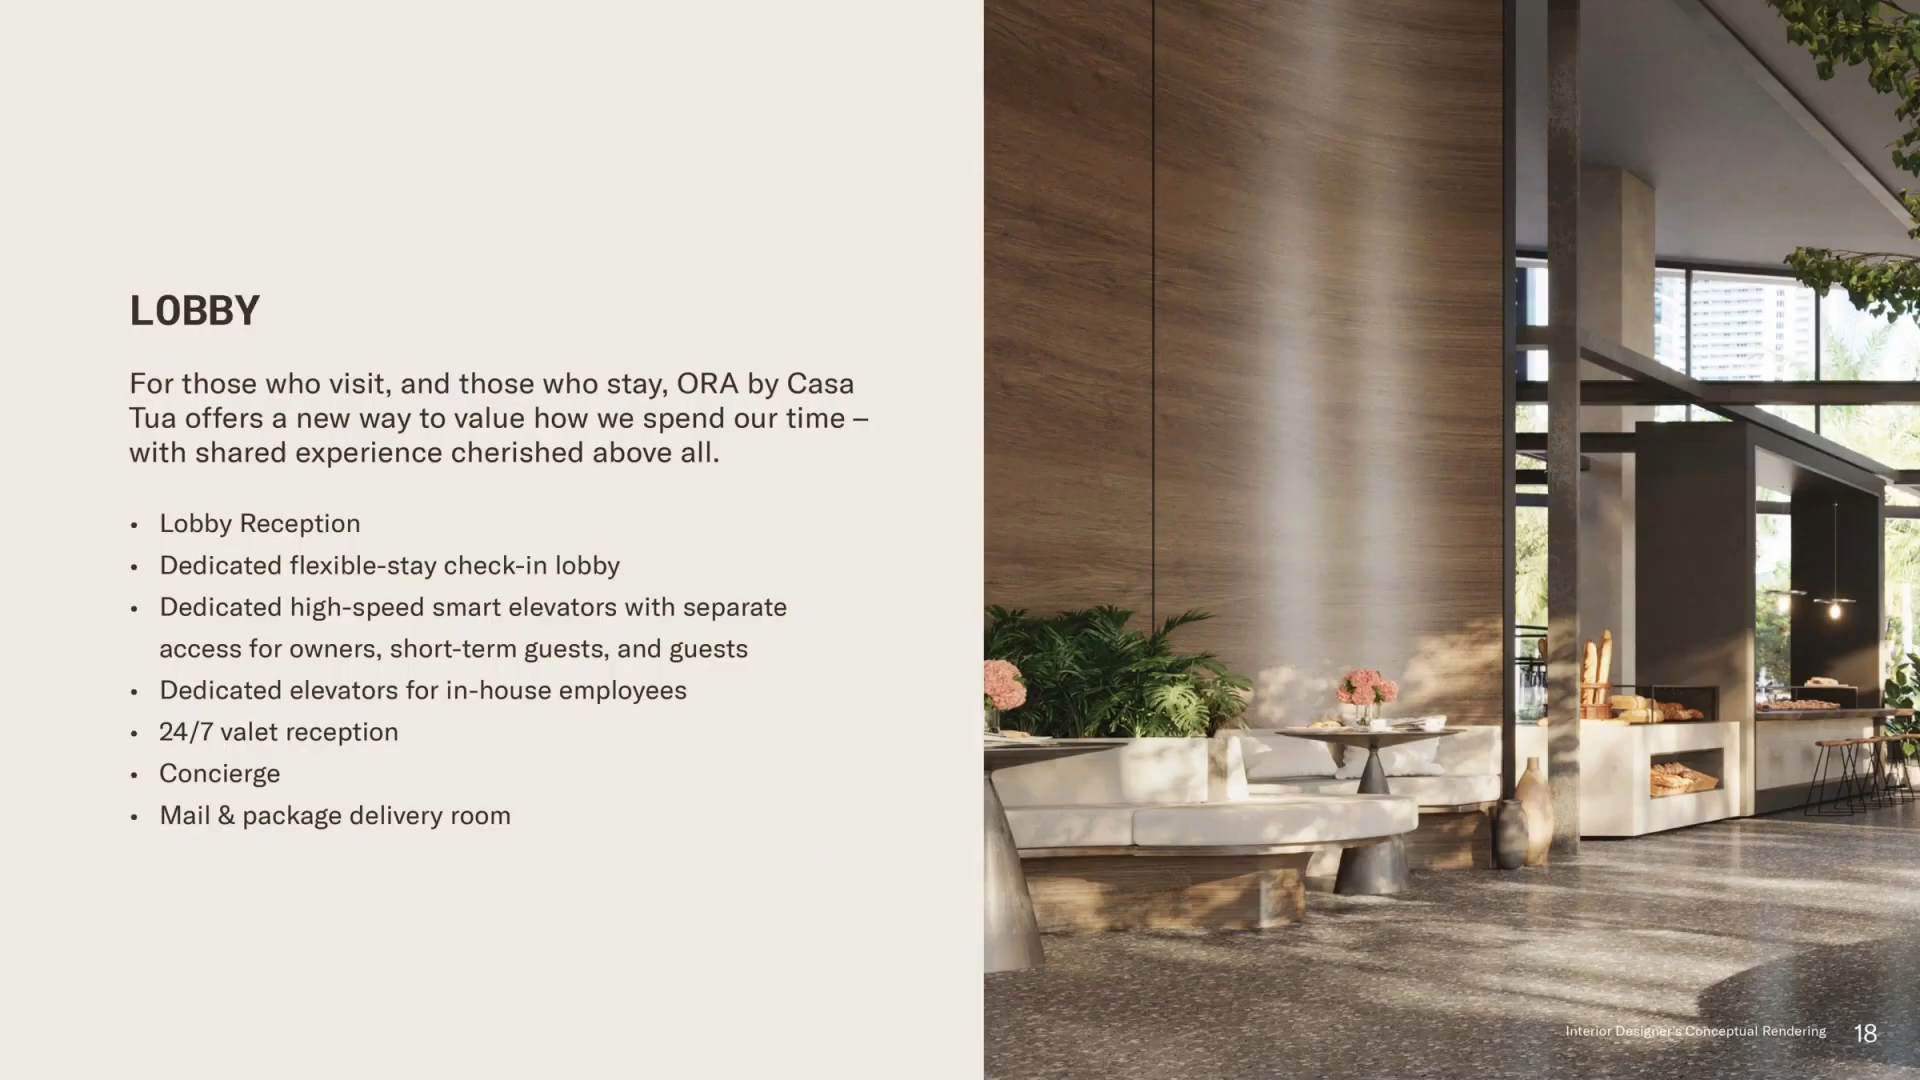 LOBBY
For those who visit, and those who stay, ORA by Casa
Tua offers a new way to value how we spend our time –
with shared experience cherished above all.
• Lobby Reception
• Dedicated flexible-stay check-in lobby
• Dedicated high-speed smart elevators with separate
access for owners, short-term guests, and guests
• Dedicated elevators for in-house employees
• 24/7 valet reception
• Concierge
• Mail & package delivery room
Interior Designer's Conceptual Rendering
18